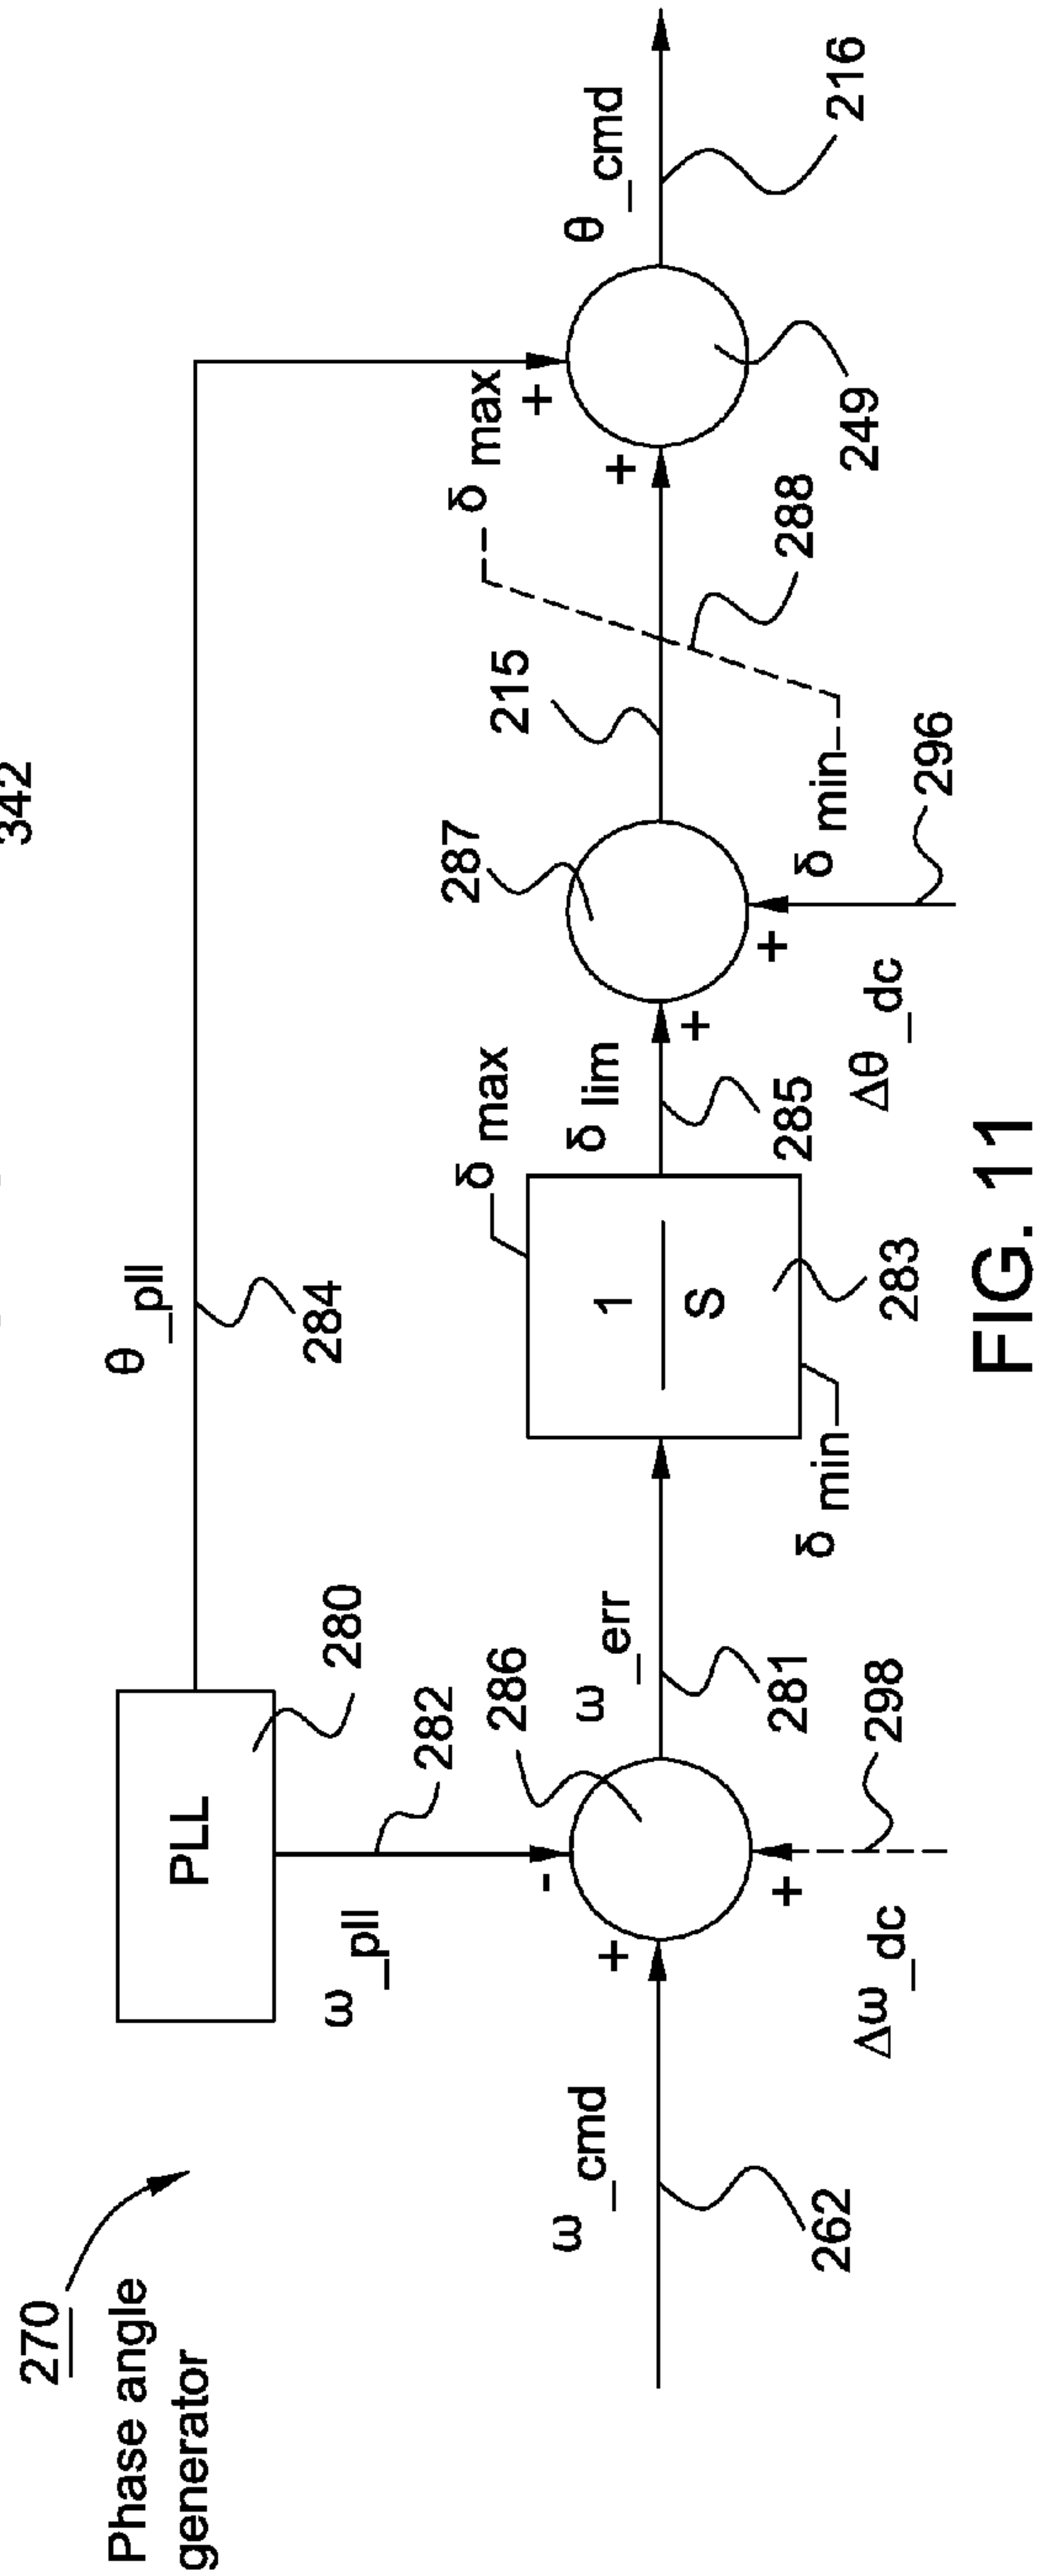 342
270
Phase angle
generator
PLL
280
θ_pll
284
ω_pll
282
286
ω_cmd
262
+
-
+
Δω_dc
298
ω_err
281
1
S
283
δ max
δ min
δ lim
285
+
+
Δθ_dc
296
287
215
δ max
δ min
288
+
+
249
θ_cmd
216
FIG. 11